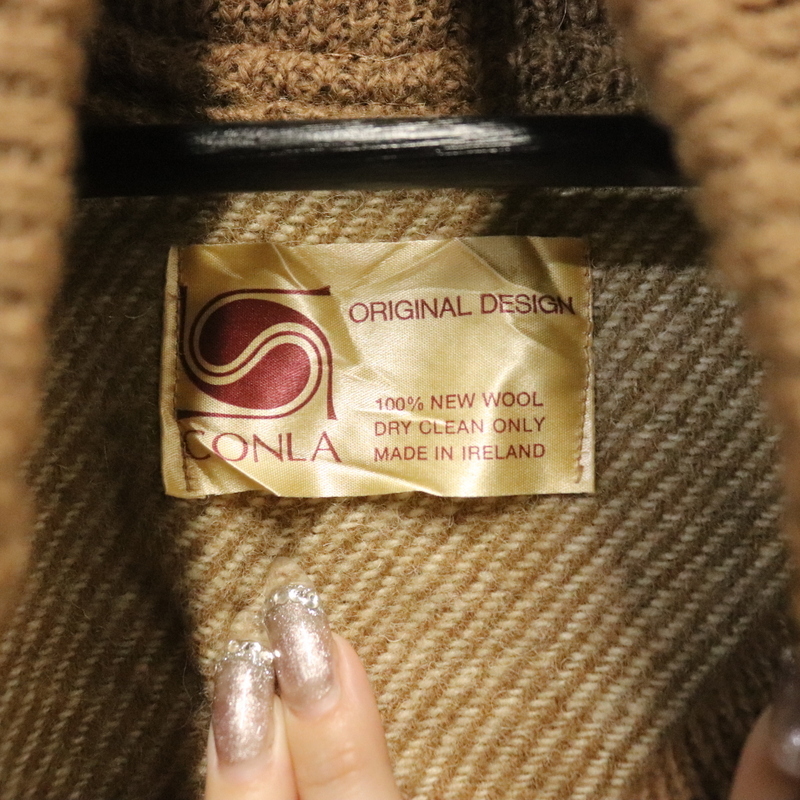 ORIGINAL DESIGN
CONLA
100% NEW WOOL
DRY CLEAN ONLY
MADE IN IRELAND